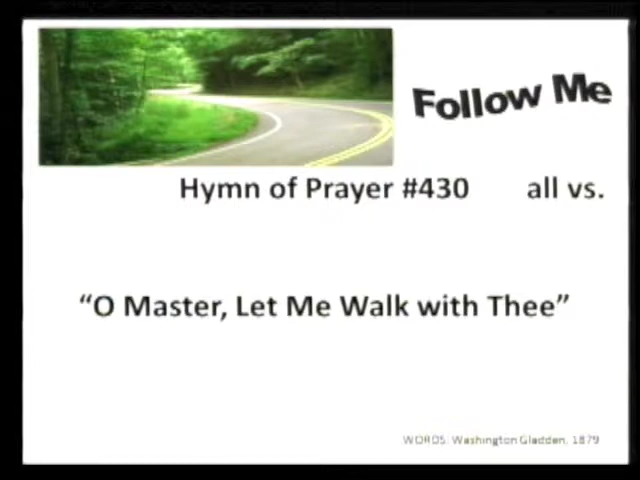 Follow Me
Hymn of Prayer #430 all vs.
“O Master, Let Me Walk with Thee”
WORDS: Washington Gladden, 1879